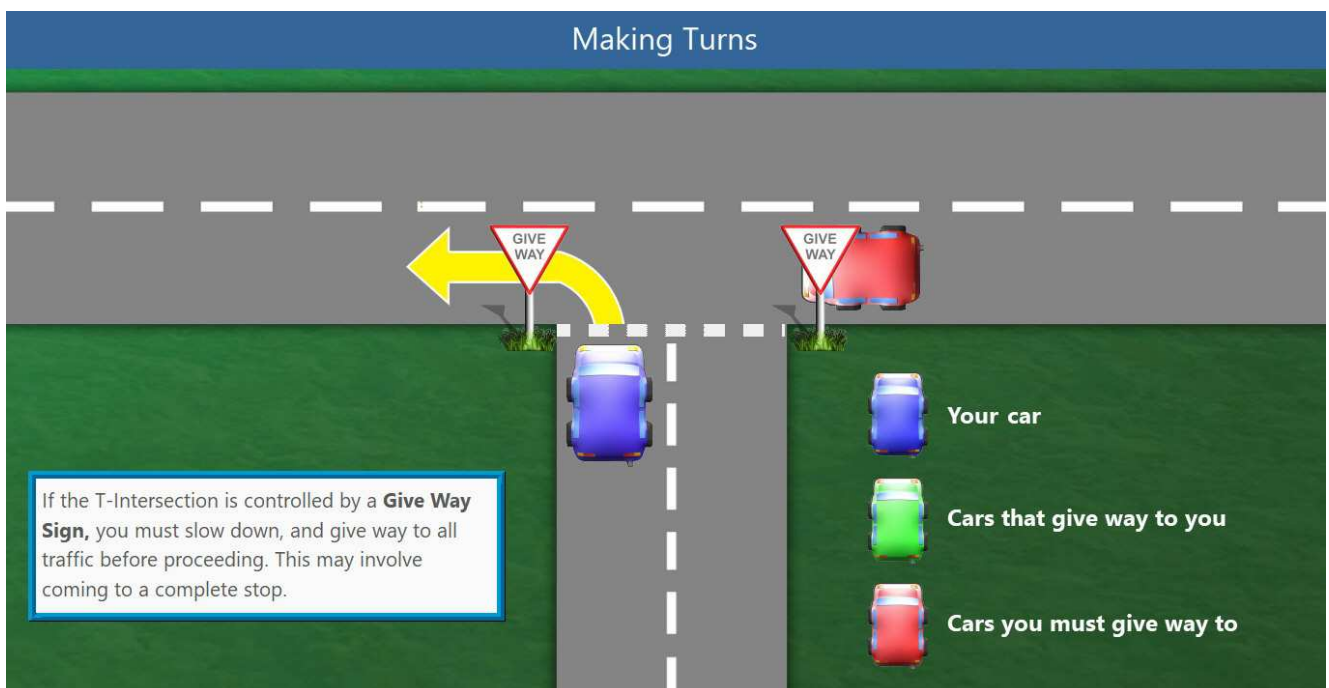 Making Turns
GIVE
WAY
GIVE
WAY
Your car
Cars that give way to you
Cars you must give way to
If the T-Intersection is controlled by a Give Way
Sign, you must slow down, and give way to all
traffic before proceeding. This may involve
coming to a complete stop.